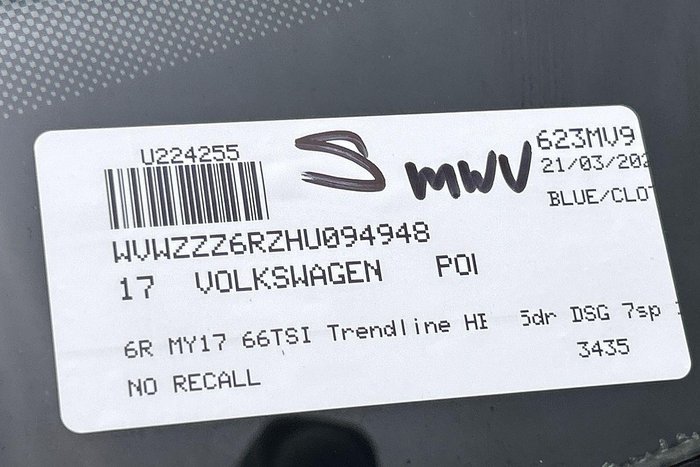 U224255
S MWV
623MV9
21/03/202
BLUE/CLOT
WVWZZZ6RZHU094948
17 VOLKSWAGEN POI
6R MY17 66TSI Trendline HI 5dr DSG 7sp
3435
NO RECALL